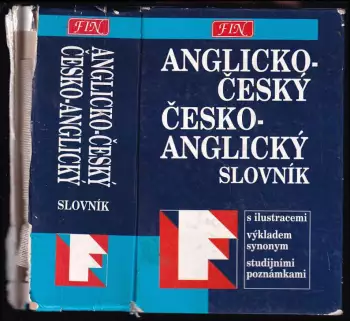 FIN
ANGLICKO-ČESKÝ
ČESKO-ANGLICKÝ
SLOVNÍK
FIN
ANGLICKO-
ČESKÝ
ČESKO-
ANGLICKÝ
SLOVNÍK
s ilustracemi
výkladem
synonym
studijními
poznámkami